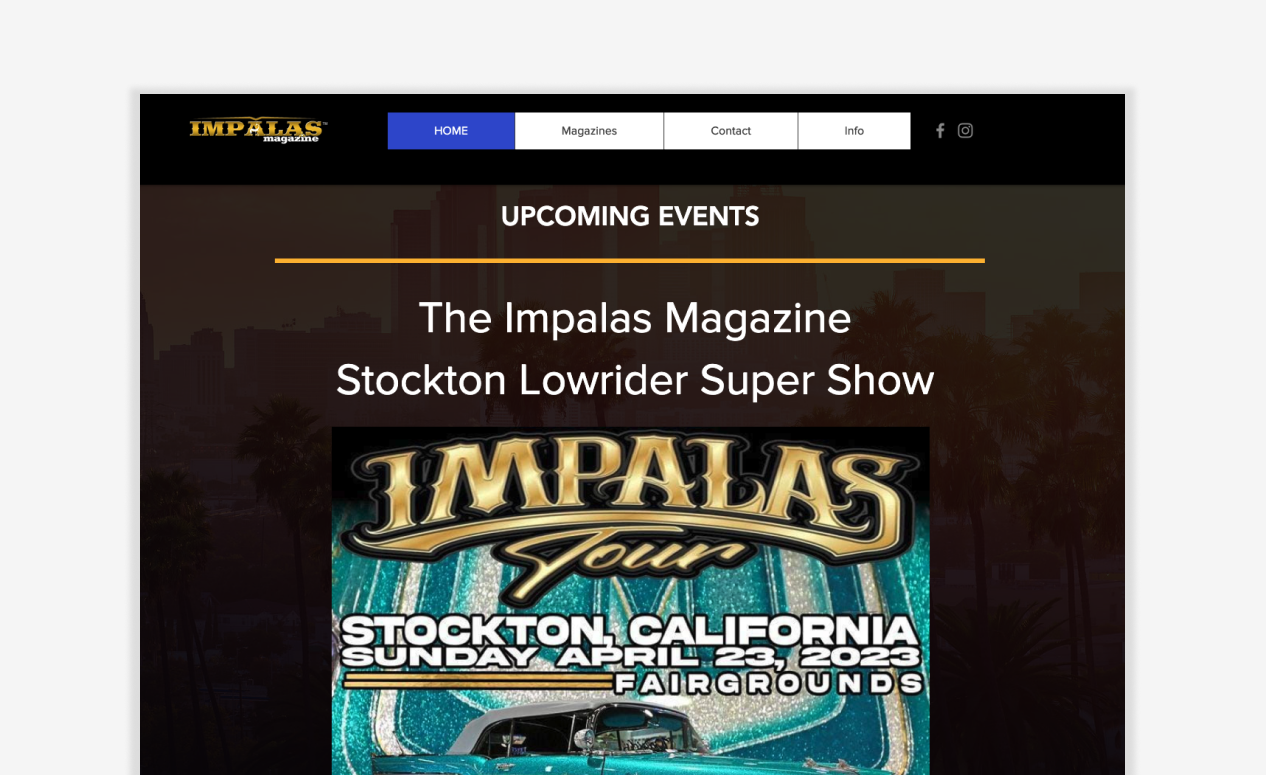 IMPALAS™
magazine
HOME
Magazines
Contact
Info
UPCOMING EVENTS
The Impalas Magazine
Stockton Lowrider Super Show
IMPALAS
Tour
STOCKTON, CALIFORNIA
SUNDAY APRIL 23, 2023
FAIRGROUNDS